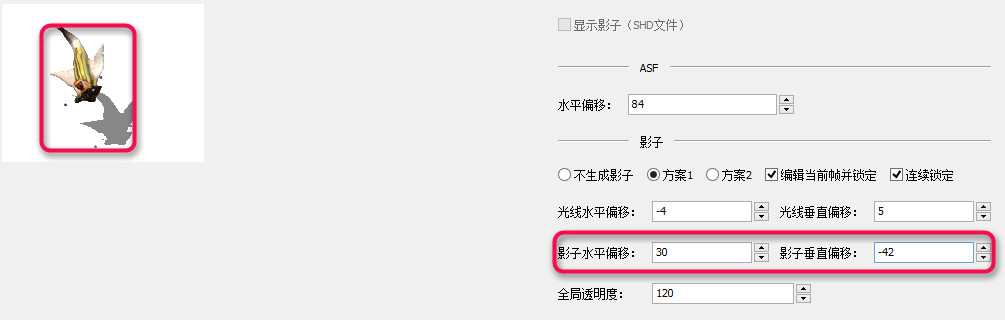 显示影子（SHD文件）
ASF
水平偏移： 84
影子
不生成影子 方案1 方案2 编辑当前帧并锁定 连续锁定
光线水平偏移： -4 光线垂直偏移： 5
影子水平偏移： 30 影子垂直偏移： -42
全局透明度： 120